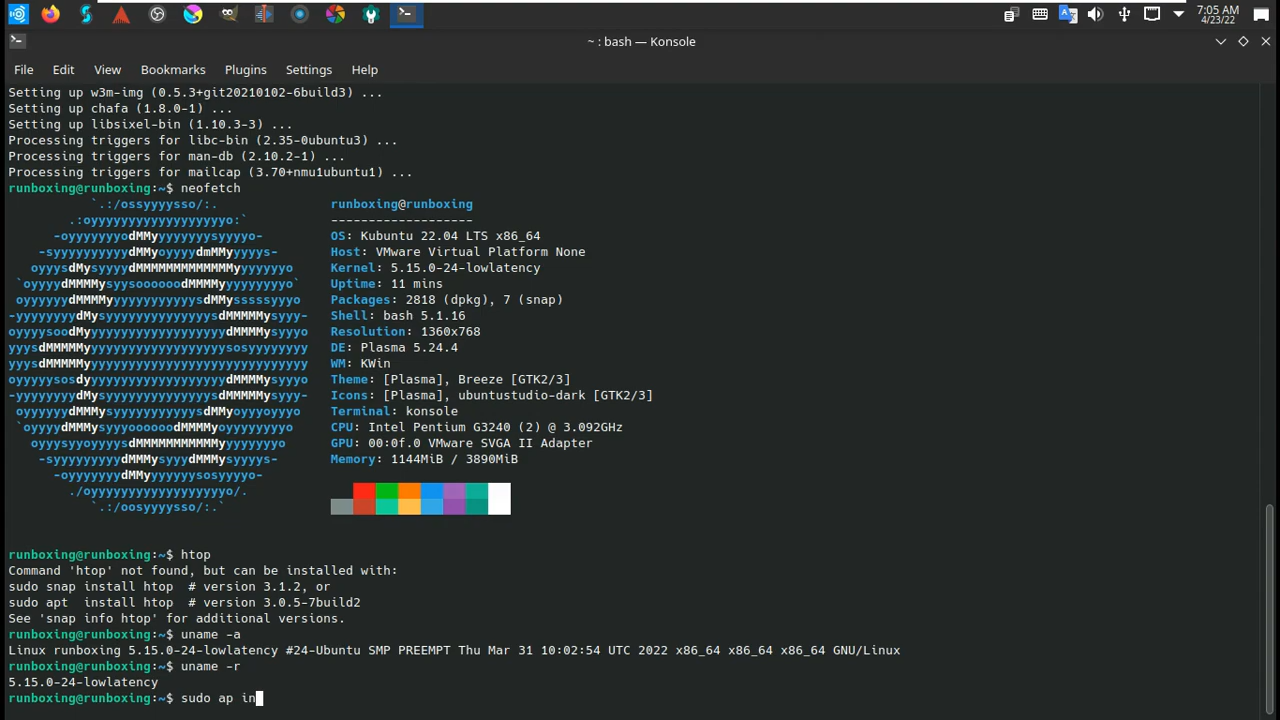 7:05 AM
4/23/22
~ : bash — Konsole
File Edit View Bookmarks Plugins Settings Help
Setting up w3m-img (0.5.3+git20210102-6build3) ...
Setting up chafa (1.8.0-1) ...
Setting up libsixel-bin (1.10.3-3) ...
Processing triggers for libc-bin (2.35-0ubuntu3) ...
Processing triggers for man-db (2.10.2-1) ...
Processing triggers for mailcap (3.70+nmu1ubuntu1) ...
runboxing@runboxing:~$ neofetch
runboxing@runboxing
-------------------
OS: Kubuntu 22.04 LTS x86_64
Host: VMware Virtual Platform None
Kernel: 5.15.0-24-lowlatency
Uptime: 11 mins
Packages: 2818 (dpkg), 7 (snap)
Shell: bash 5.1.16
Resolution: 1360x768
DE: Plasma 5.24.4
WM: KWin
Theme: [Plasma], Breeze [GTK2/3]
Icons: [Plasma], ubuntustudio-dark [GTK2/3]
Terminal: konsole
CPU: Intel Pentium G3240 (2) @ 3.092GHz
GPU: 00:0f.0 VMware SVGA II Adapter
Memory: 1144MiB / 3890MiB
runboxing@runboxing:~$ htop
Command 'htop' not found, but can be installed with:
sudo snap install htop  # version 3.1.2, or
sudo apt  install htop  # version 3.0.5-7build2
See 'snap info htop' for additional versions.
runboxing@runboxing:~$ uname -a
Linux runboxing 5.15.0-24-lowlatency #24-Ubuntu SMP PREEMPT Thu Mar 31 10:02:54 UTC 2022 x86_64 x86_64 x86_64 GNU/Linux
runboxing@runboxing:~$ uname -r
5.15.0-24-lowlatency
runboxing@runboxing:~$ sudo ap in